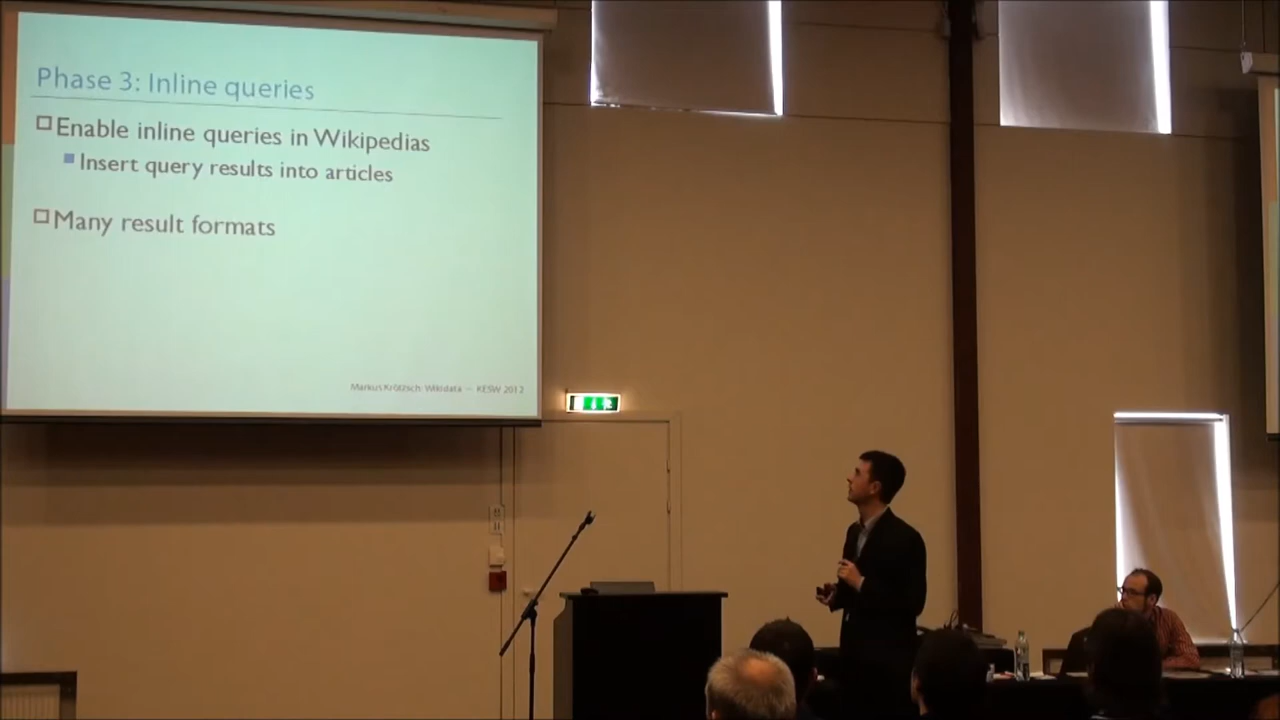 Phase 3: Inline queries
Enable inline queries in Wikipedias
Insert query results into articles
Many result formats
Markus Krötzsch: Wikidata — KESW 2012